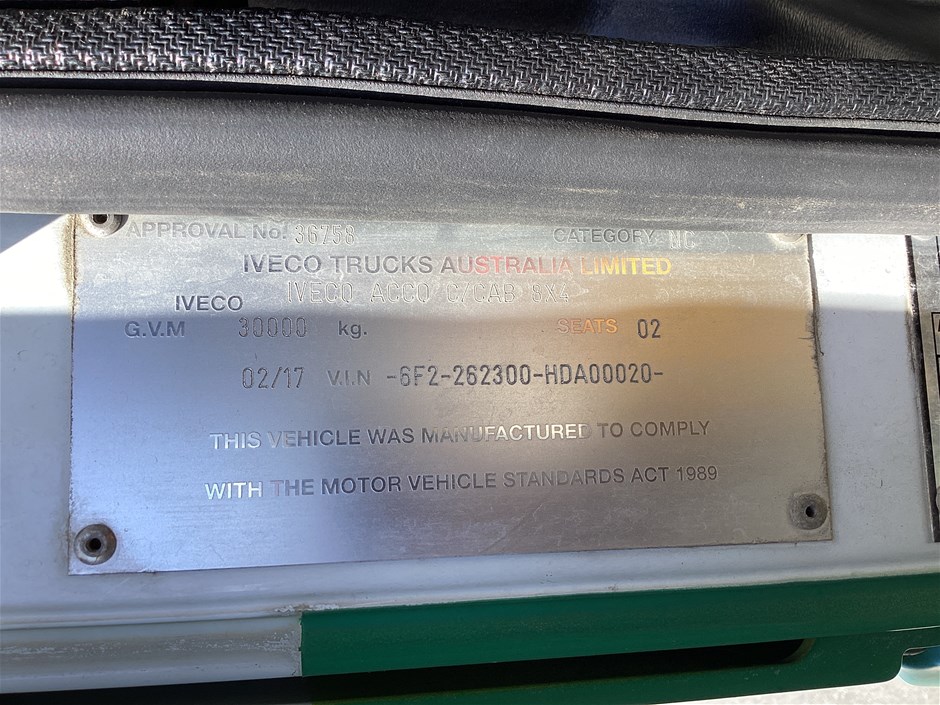 APPROVAL No. 36758 CATEGORY NC
IVECO TRUCKS AUSTRALIA LIMITED
IVECO IVECO ACCO C/CAB 8X4
G.V.M 30000 kg. SEATS 02
02/17 V.I.N -6F2-262300-HDA00020-
THIS VEHICLE WAS MANUFACTURED TO COMPLY
WITH THE MOTOR VEHICLE STANDARDS ACT 1989